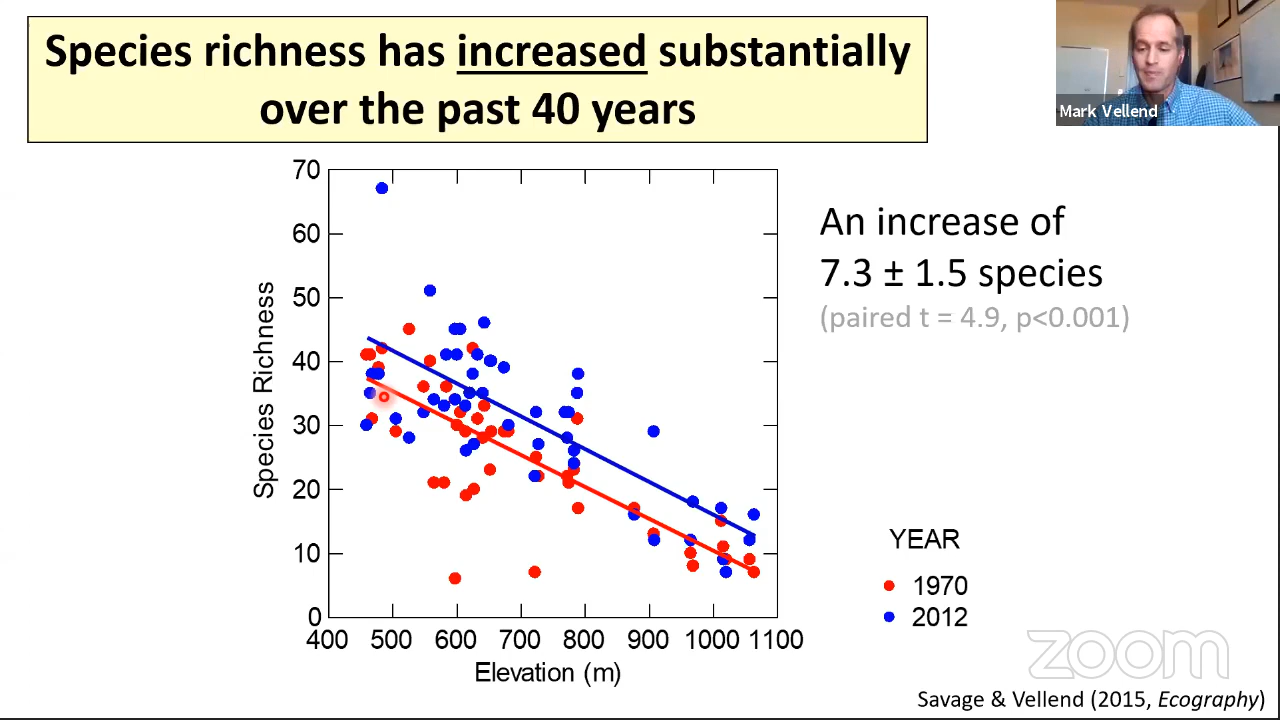 Species richness has increased substantially
over the past 40 years
Mark Vellend
An increase of
7.3 ± 1.5 species
(paired t = 4.9, p<0.001)
70
60
50
40
30
20
10
0
Species Richness
400 500 600 700 800 900 1000 1100
Elevation (m)
YEAR
1970
2012
zoom
Savage & Vellend (2015, Ecography)